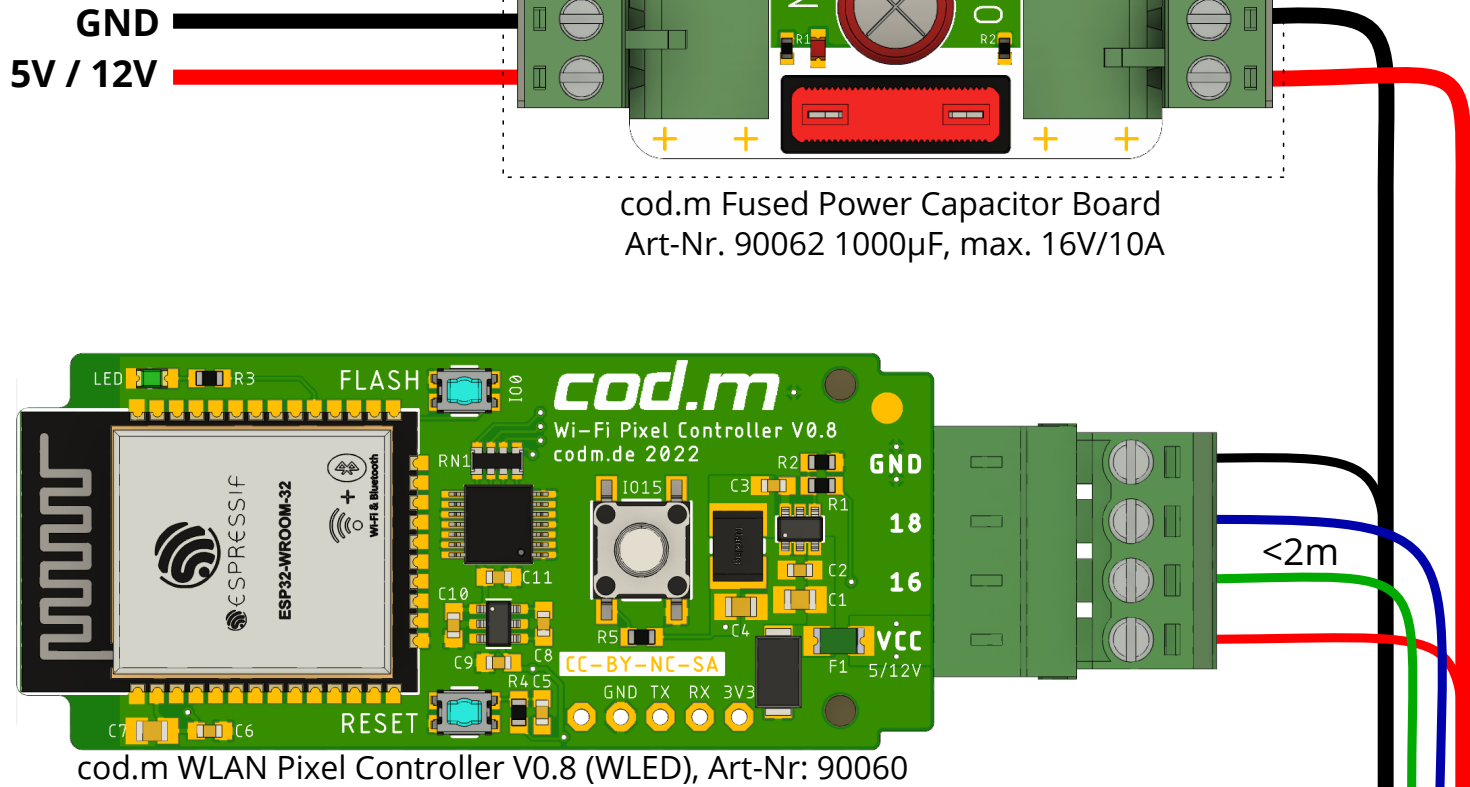 GND
5V / 12V
R1
R2
cod.m Fused Power Capacitor Board
Art-Nr. 90062 1000µF, max. 16V/10A
LED
R3
FLASH
IO0
cod.m
Wi-Fi Pixel Controller V0.8
codm.de 2022
RN1
IO15
R2
C3
R1
GND
18
16
VCC
5/12V
<2m
ESPRESSIF
ESP32-WROOM-32
Wi-Fi & Bluetooth
C11
C10
C2
C1
C4
R5
C9
C8
F1
CC-BY-NC-SA
R4
C5
GND TX RX 3V3
RESET
C7
C6
cod.m WLAN Pixel Controller V0.8 (WLED), Art-Nr: 90060